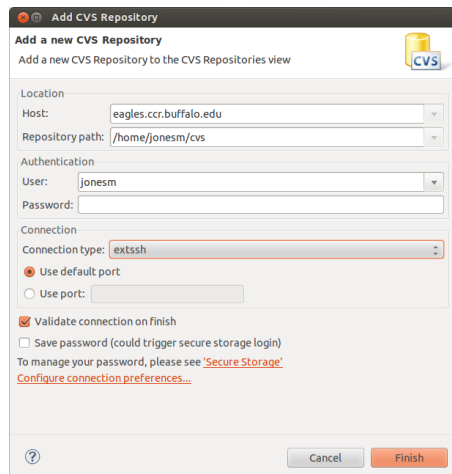 Add CVS Repository
Add a new CVS Repository
Add a new CVS Repository to the CVS Repositories view
CVS
Location
Host: eagles.ccr.buffalo.edu
Repository path: /home/jonesm/cvs
Authentication
User: jonesm
Password:
Connection
Connection type: extssh
Use default port
Use port:
Validate connection on finish
Save password (could trigger secure storage login)
To manage your password, please see 'Secure Storage'
Configure connection preferences...
? Cancel Finish